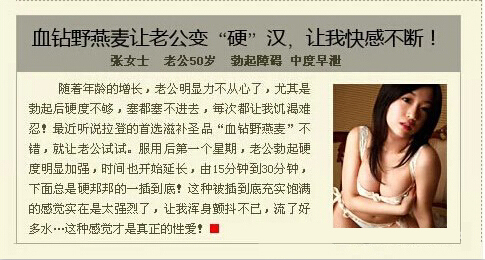 血钻野燕麦让老公变“硬”汉，让我快感不断！
张女士 老公50岁 勃起障碍 中度早泄
随着年龄的增长，老公明显力不从心了，尤其是
勃起后硬度不够，塞都塞不进去，每次都让我饥渴难
忍！最近听说拉登的首选滋补圣品“血钻野燕麦”不
错，就让老公试试。服用后第一个星期，老公勃起硬
度明显加强，时间也开始延长，由15分钟到30分钟，
下面总是硬邦邦的一插到底！这种被插到底充实饱满
的感觉实在是太强烈了，让我浑身颤抖不已，流了好
多水…这种感觉才是真正的性爱！